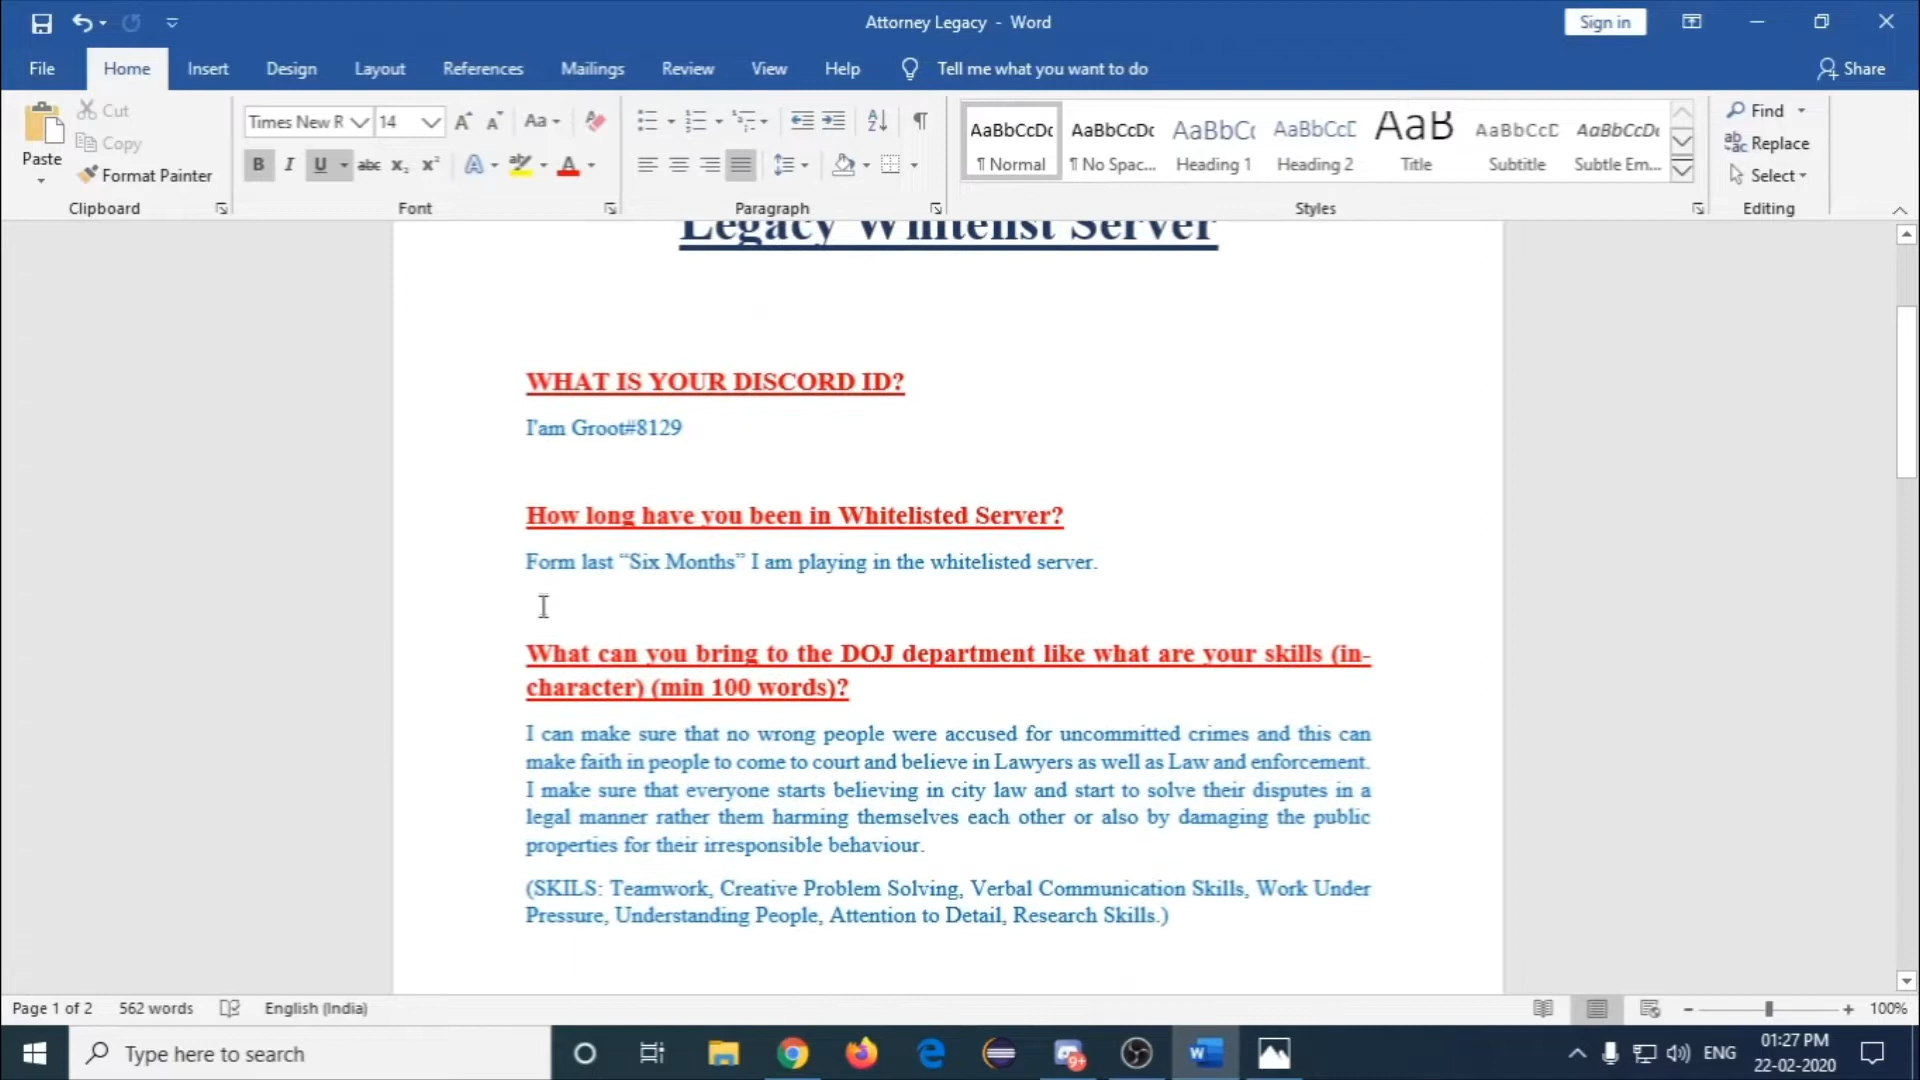 Attorney Legacy - Word
Sign in
File
Home
Insert
Design
Layout
References
Mailings
Review
View
Help
Tell me what you want to do
Share
Paste
Cut
Copy
Format Painter
Clipboard
Times New R
14
Aa
B I U abc x₂ x²
A
Font
Paragraph
AaBbCcDc
¶ Normal
AaBbCcDc
¶ No Spac...
AaBbC(
Heading 1
AaBbCcE
Heading 2
AaB
Title
AaBbCcD
Subtitle
AaBbCcDc
Subtle Em...
Styles
Find
Replace
Select
Editing
Legacy Whitelist Server
WHAT IS YOUR DISCORD ID?
I'am Groot#8129
How long have you been in Whitelisted Server?
Form last “Six Months” I am playing in the whitelisted server.
What can you bring to the DOJ department like what are your skills (in-
character) (min 100 words)?
I can make sure that no wrong people were accused for uncommitted crimes and this can
make faith in people to come to court and believe in Lawyers as well as Law and enforcement.
I make sure that everyone starts believing in city law and start to solve their disputes in a
legal manner rather them harming themselves each other or also by damaging the public
properties for their irresponsible behaviour.
(SKILS: Teamwork, Creative Problem Solving, Verbal Communication Skills, Work Under
Pressure, Understanding People, Attention to Detail, Research Skills.)
Page 1 of 2
562 words
English (India)
100%
Type here to search
9+
ENG
01:27 PM
22-02-2020